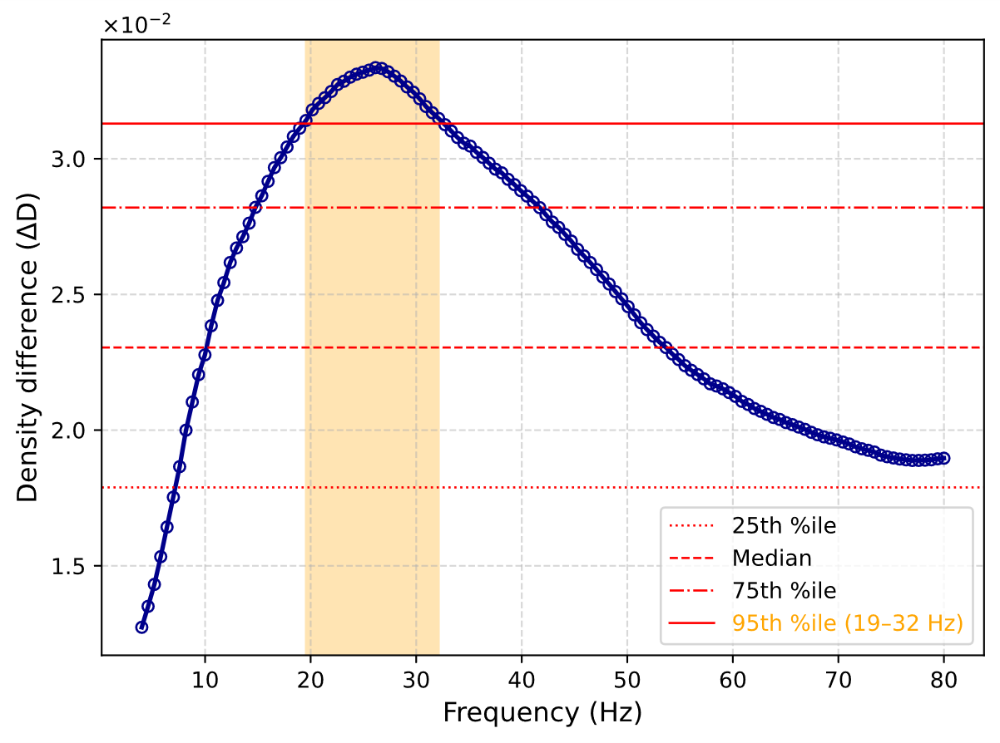 ×10⁻²
Density difference (ΔD)
3.0
2.5
2.0
1.5
25th %ile
Median
75th %ile
95th %ile (19–32 Hz)
10 20 30 40 50 60 70 80
Frequency (Hz)